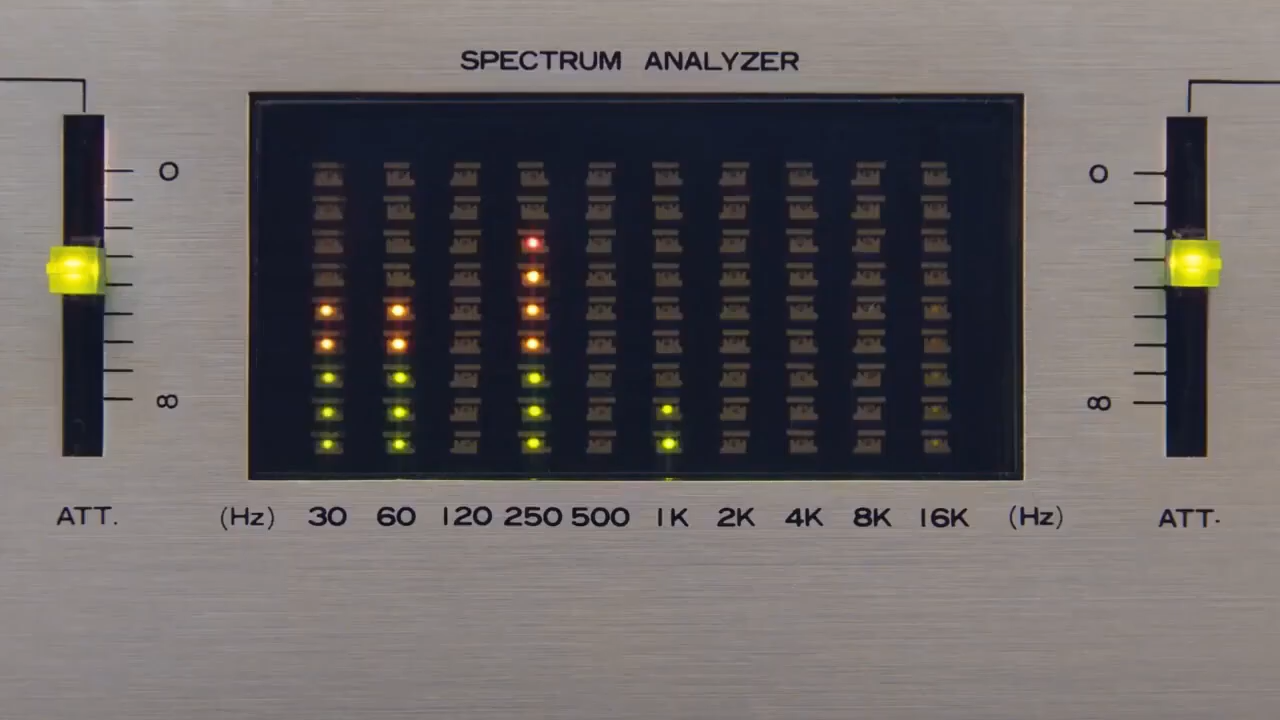 SPECTRUM ANALYZER
0 0
∞ ∞
ATT. (Hz) 30 60 120 250 500 1K 2K 4K 8K 16K (Hz) ATT.